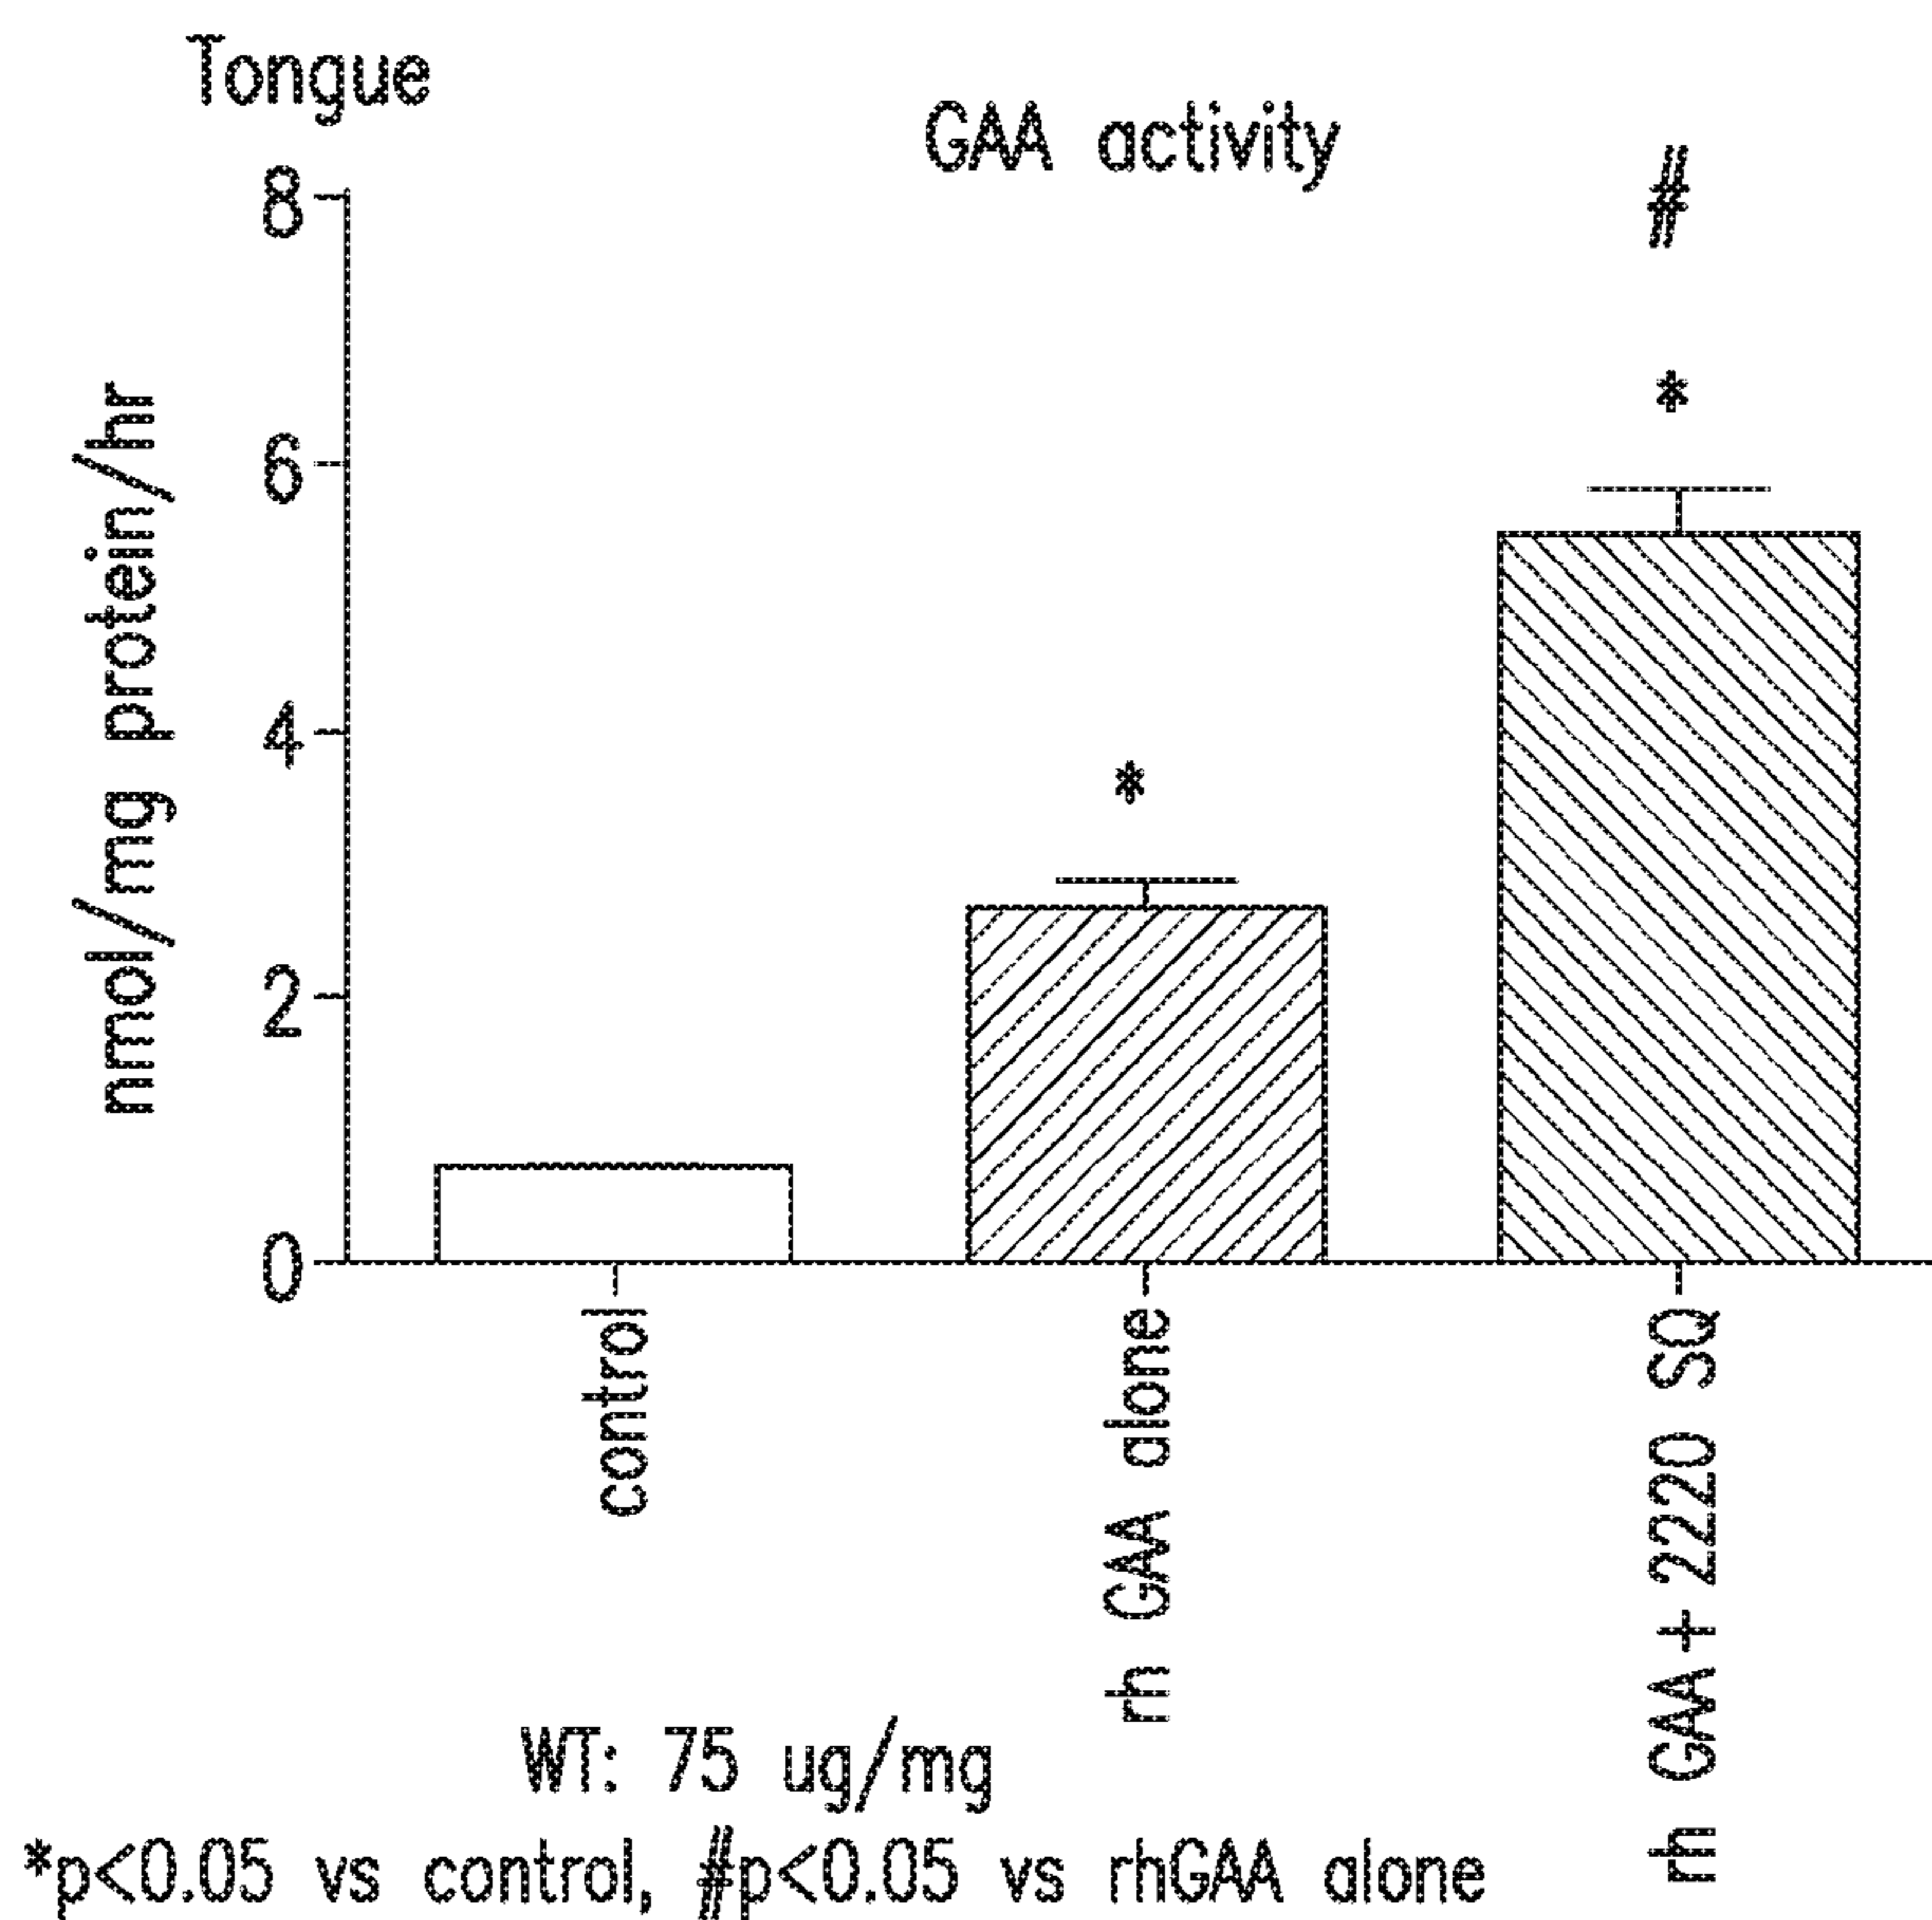 Tongue
GAA activity
nmol/mg protein/hr
8
6
4
2
0
*
*
#
control
rh GAA alone
rh GAA+2220 SQ
WT: 75 ug/mg
*p<0.05 vs control, #p<0.05 vs rhGAA alone